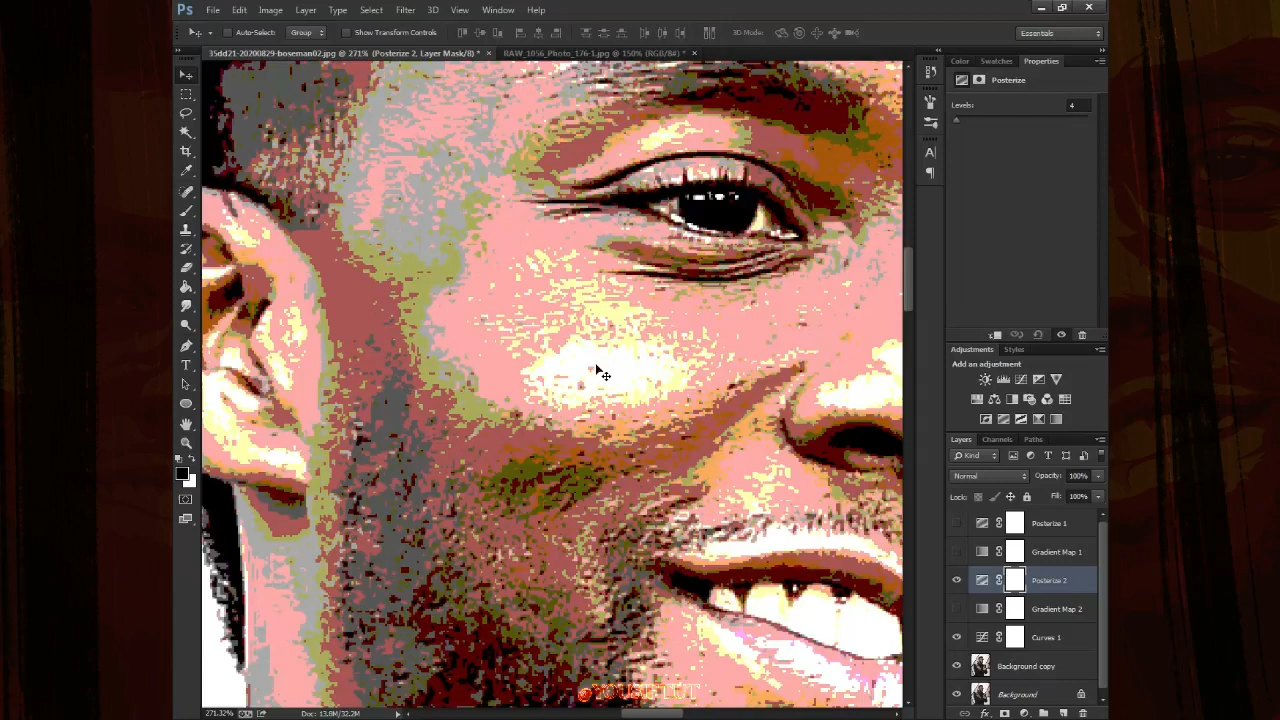 Ps File Edit Image Layer Type Select Filter 3D View Window Help
Auto-Select: Group Show Transform Controls 3D Mode: Essentials
35dd21-20200829-boseman02.jpg @ 271% (Posterize 2, Layer Mask/8) * × RAW_1056_Photo_176-1.jpg @ 150% (RGB/8#) * ×
Color Swatches Properties
Posterize
Levels: 4
Adjustments Styles
Add an adjustment
Layers Channels Paths
Kind
Normal Opacity: 100%
Lock: Fill: 100%
Posterize 1
Gradient Map 1
Posterize 2
Gradient Map 2
Curves 1
Background copy
Background
271.32% Doc: 13.8M/32.2M